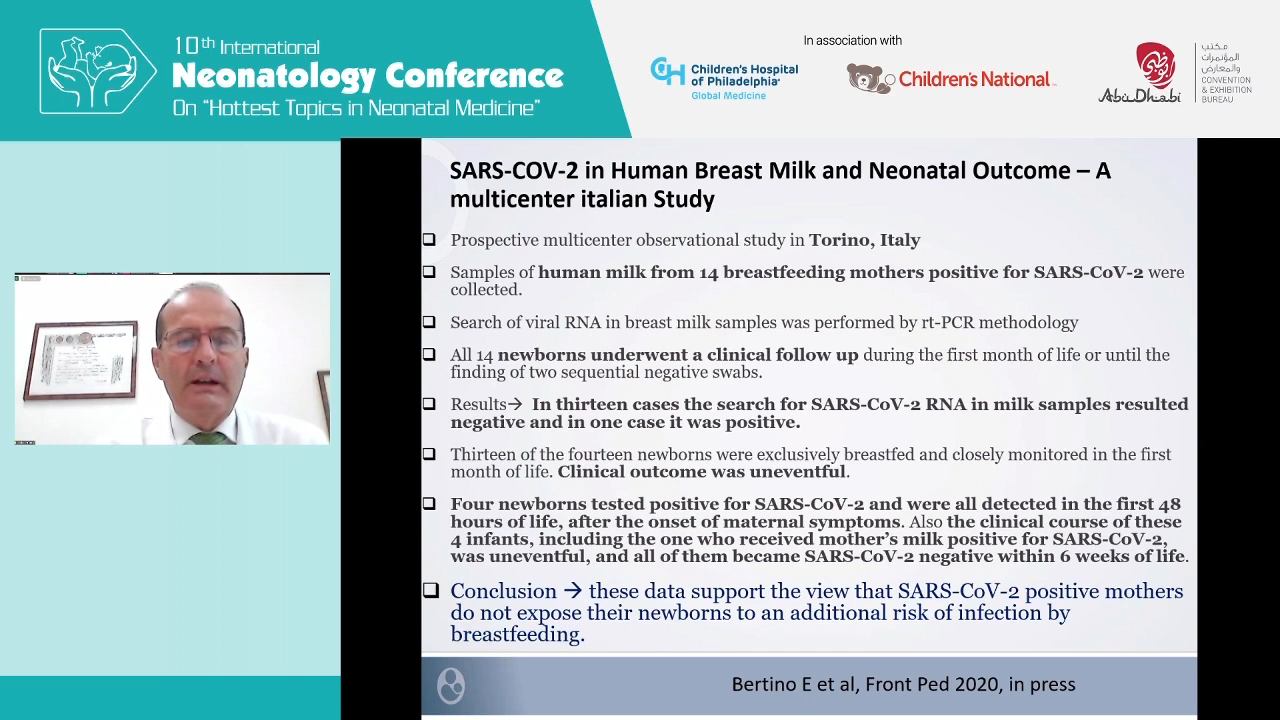 10th International
Neonatology Conference
On "Hottest Topics in Neonatal Medicine"
In association with
Children's Hospital
of Philadelphia®
Global Medicine
Children's National™
أبوظبي
Abu Dhabi
مكتب
المؤتمرات
والمعارض
CONVENTION
& EXHIBITION
BUREAU
SARS-COV-2 in Human Breast Milk and Neonatal Outcome – A
multicenter italian Study
❑ Prospective multicenter observational study in Torino, Italy
❑ Samples of human milk from 14 breastfeeding mothers positive for SARS-CoV-2 were
collected.
❑ Search of viral RNA in breast milk samples was performed by rt-PCR methodology
❑ All 14 newborns underwent a clinical follow up during the first month of life or until the
finding of two sequential negative swabs.
❑ Results→ In thirteen cases the search for SARS-CoV-2 RNA in milk samples resulted
negative and in one case it was positive.
❑ Thirteen of the fourteen newborns were exclusively breastfed and closely monitored in the first
month of life. Clinical outcome was uneventful.
❑ Four newborns tested positive for SARS-CoV-2 and were all detected in the first 48
hours of life, after the onset of maternal symptoms. Also the clinical course of these
4 infants, including the one who received mother's milk positive for SARS-CoV-2,
was uneventful, and all of them became SARS-CoV-2 negative within 6 weeks of life.
❑ Conclusion → these data support the view that SARS-CoV-2 positive mothers
do not expose their newborns to an additional risk of infection by
breastfeeding.
Bertino E et al, Front Ped 2020, in press